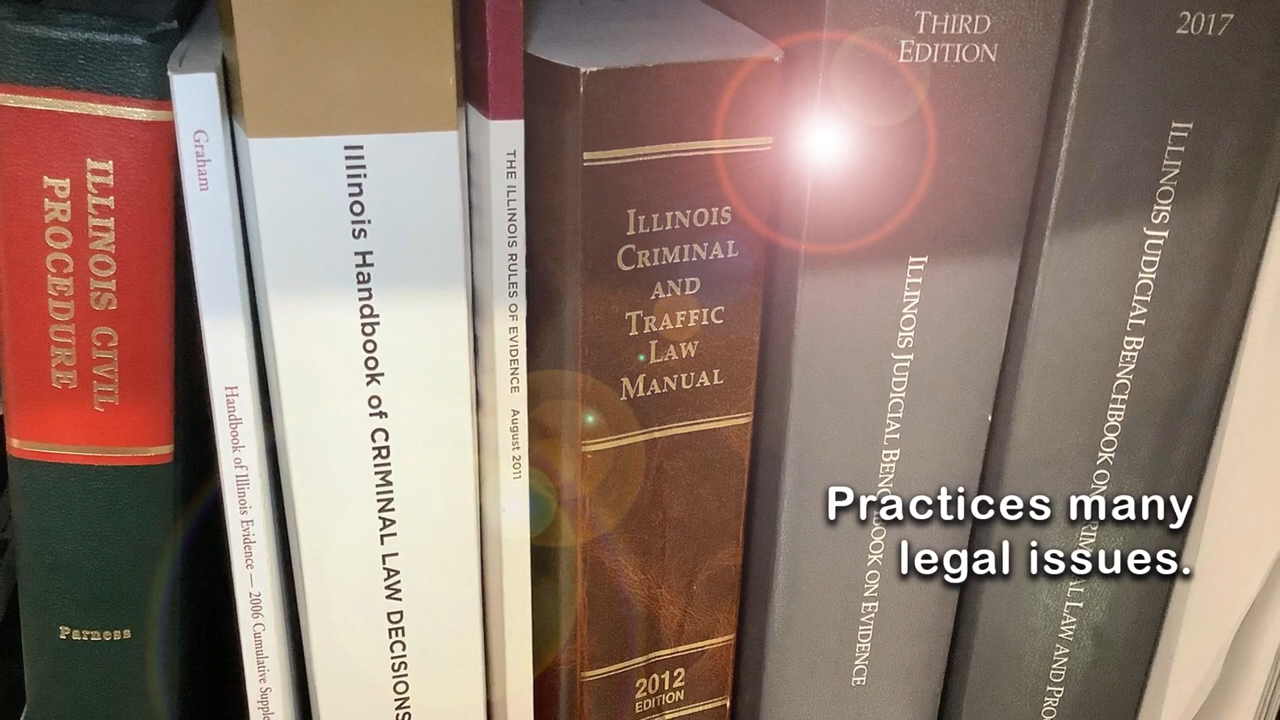 ILLINOIS CIVIL
PROCEDURE
Parness
Graham
Handbook of Illinois Evidence — 2006 Cumulative
Illinois Handbook of CRIMINAL LAW DECISIONS
THE ILLINOIS RULES OF EVIDENCE August 2011
ILLINOIS
CRIMINAL
AND
TRAFFIC
LAW
MANUAL
2012
EDITION
THIRD
EDITION
ILLINOIS JUDICIAL BENCHBOOK ON EVIDENCE
2017
ILLINOIS JUDICIAL BENCHBOOK ON CRIMINAL LAW AND
Practices many
legal issues.